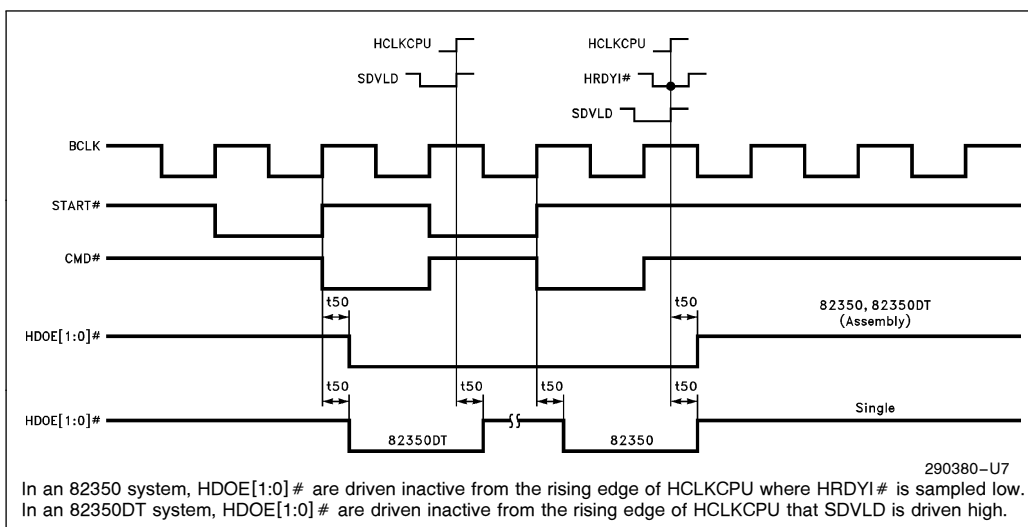 HCLKCPU HCLKCPU
SDVLD HRDYI#
SDVLD
BCLK
START#
CMD#
t50 t50 82350, 82350DT
(Assembly)
HDOE[1:0]#
t50 t50 t50 t50
HDOE[1:0]# Single
82350DT 82350
290380-U7
In an 82350 system, HDOE[1:0]# are driven inactive from the rising edge of HCLKCPU where HRDYI# is sampled low.
In an 82350DT system, HDOE[1:0]# are driven inactive from the rising edge of HCLKCPU that SDVLD is driven high.